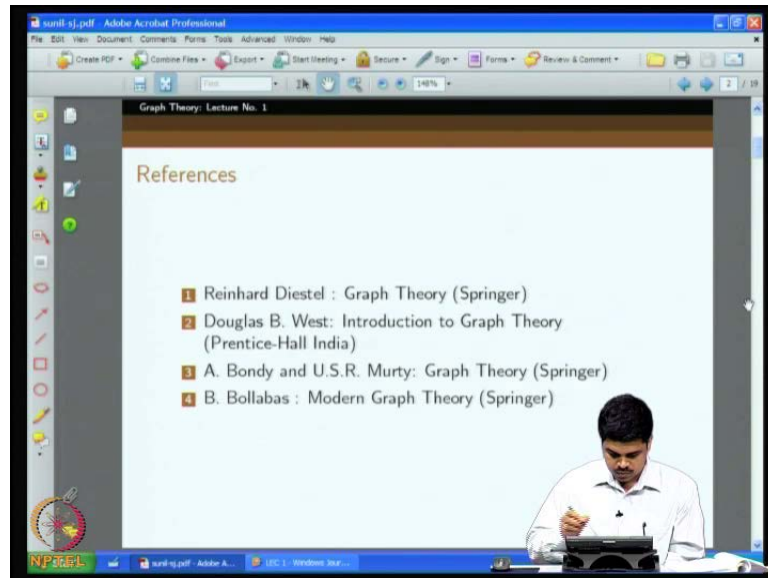 sunil-sj.pdf - Adobe Acrobat Professional
File Edit View Document Comments Forms Tools Advanced Window Help
Create PDF Combine Files Export Start Meeting Secure Sign Forms Review & Comment
148% 2 / 19
Graph Theory: Lecture No. 1
References
1 Reinhard Diestel : Graph Theory (Springer)
2 Douglas B. West: Introduction to Graph Theory
(Prentice-Hall India)
3 A. Bondy and U.S.R. Murty: Graph Theory (Springer)
4 B. Bollabas : Modern Graph Theory (Springer)
NPTEL
sunil-sj.pdf - Adobe A... LEC 1 - Windows Jour...